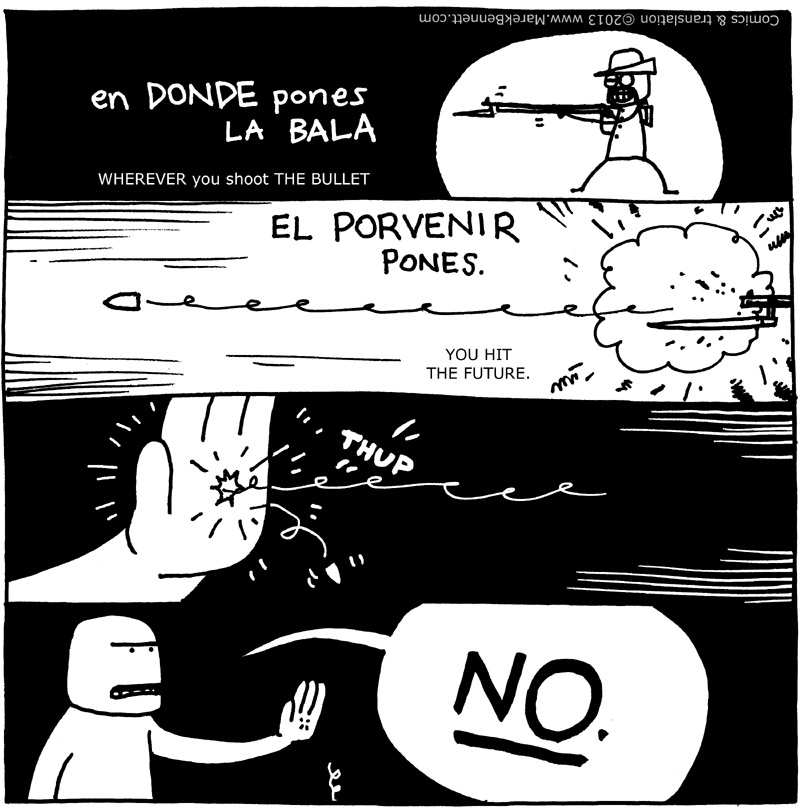 Comics & translation © 2013 www.MarekBennett.com
en DONDE pones
LA BALA
WHEREVER you shoot THE BULLET
EL PORVENIR
PONES.
YOU HIT
THE FUTURE.
THUP
NO.